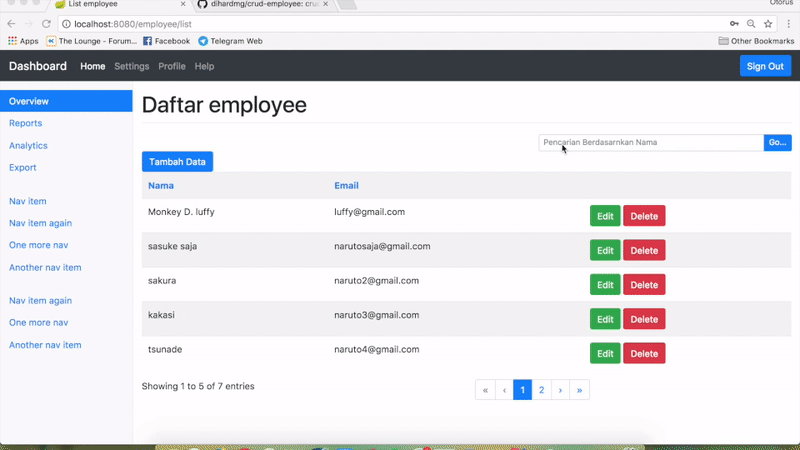 List employee
dihardmg/crud-employee: crud
Otorus
localhost:8080/employee/list
Apps
The Lounge - Forum...
Facebook
Telegram Web
Other Bookmarks
Dashboard
Home
Settings
Profile
Help
Sign Out
Overview
Reports
Analytics
Export
Nav item
Nav item again
One more nav
Another nav item
Nav item again
One more nav
Another nav item
Daftar employee
Pencarian Berdasarnkan Nama
Go...
Tambah Data
Nama Email
Monkey D. luffy luffy@gmail.com Edit Delete
sasuke saja narutosaja@gmail.com Edit Delete
sakura naruto2@gmail.com Edit Delete
kakasi naruto3@gmail.com Edit Delete
tsunade naruto4@gmail.com Edit Delete
Showing 1 to 5 of 7 entries
« ‹ 1 2 › »